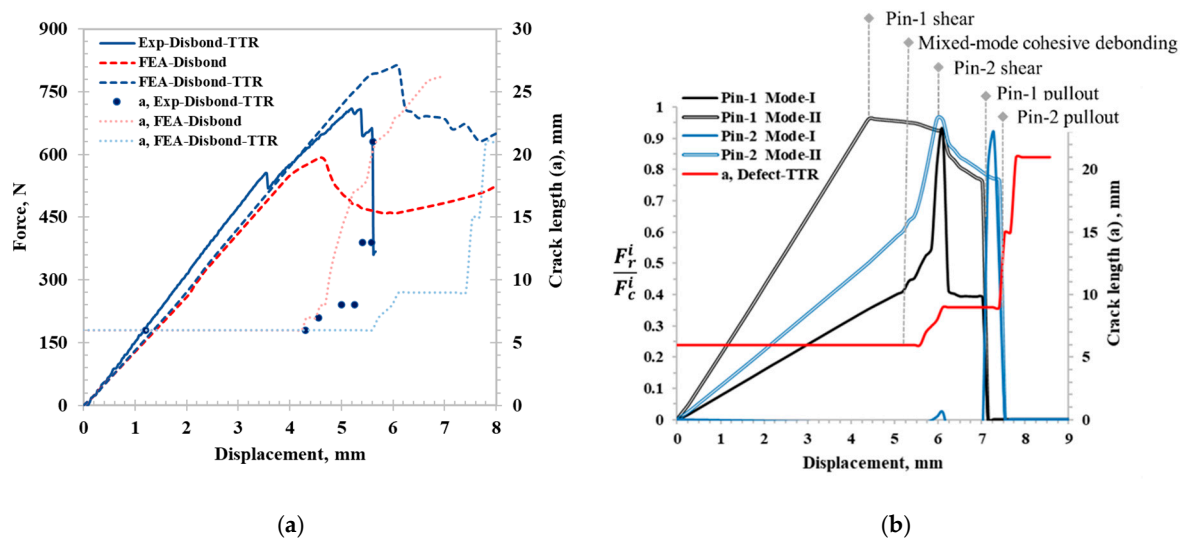 Force, N
900
750
600
450
300
150
0
Exp-Disbond-TTR
FEA-Disbond
FEA-Disbond-TTR
a, Exp-Disbond-TTR
a, FEA-Disbond
a, FEA-Disbond-TTR
30
25
20
15
10
5
0
Crack length (a), mm
0 1 2 3 4 5 6 7 8
Displacement, mm
(a)
Pin-1 shear
Mixed-mode cohesive debonding
Pin-2 shear
Pin-1 pullout
Pin-2 pullout
F_r^i
F_c^i
1
0.9
0.8
0.7
0.6
0.5
0.4
0.3
0.2
0.1
0
Pin-1 Mode-I
Pin-1 Mode-II
Pin-2 Mode-I
Pin-2 Mode-II
a, Defect-TTR
20
15
10
5
0
Crack length (a), mm
0 1 2 3 4 5 6 7 8 9
Displacement, mm
(b)